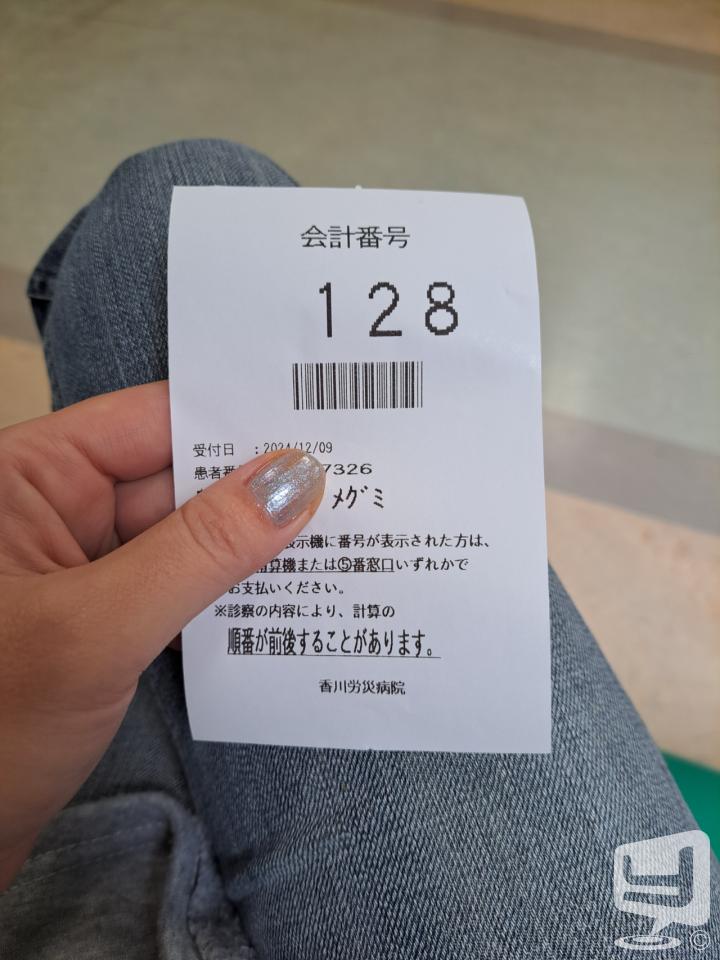 会計番号
128
受付日 :2024/12/09
患者番 7326
メグミ
表示機に番号が表示された方は、
算機または⑤番窓口いずれかで
お支払いください。
※診察の内容により、計算の
順番が前後することがあります。
香川労災病院
©